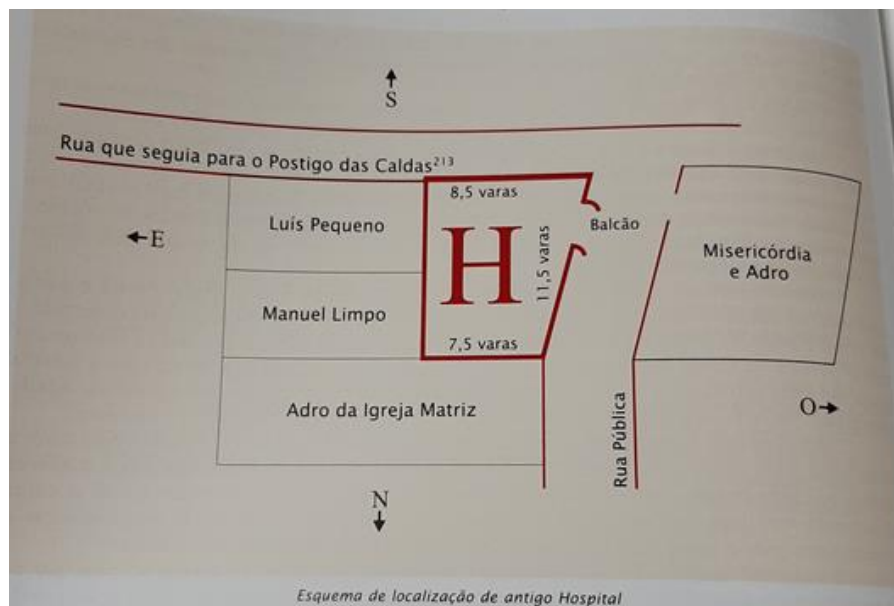 S
Rua que seguia para o Postigo das Caldas²¹³
8,5 varas
Luís Pequeno
Balcão
E
H
11,5 varas
Misericórdia
e Adro
Manuel Limpo
7,5 varas
Adro da Igreja Matriz
Rua Pública
O
N
Esquema de localização de antigo Hospital